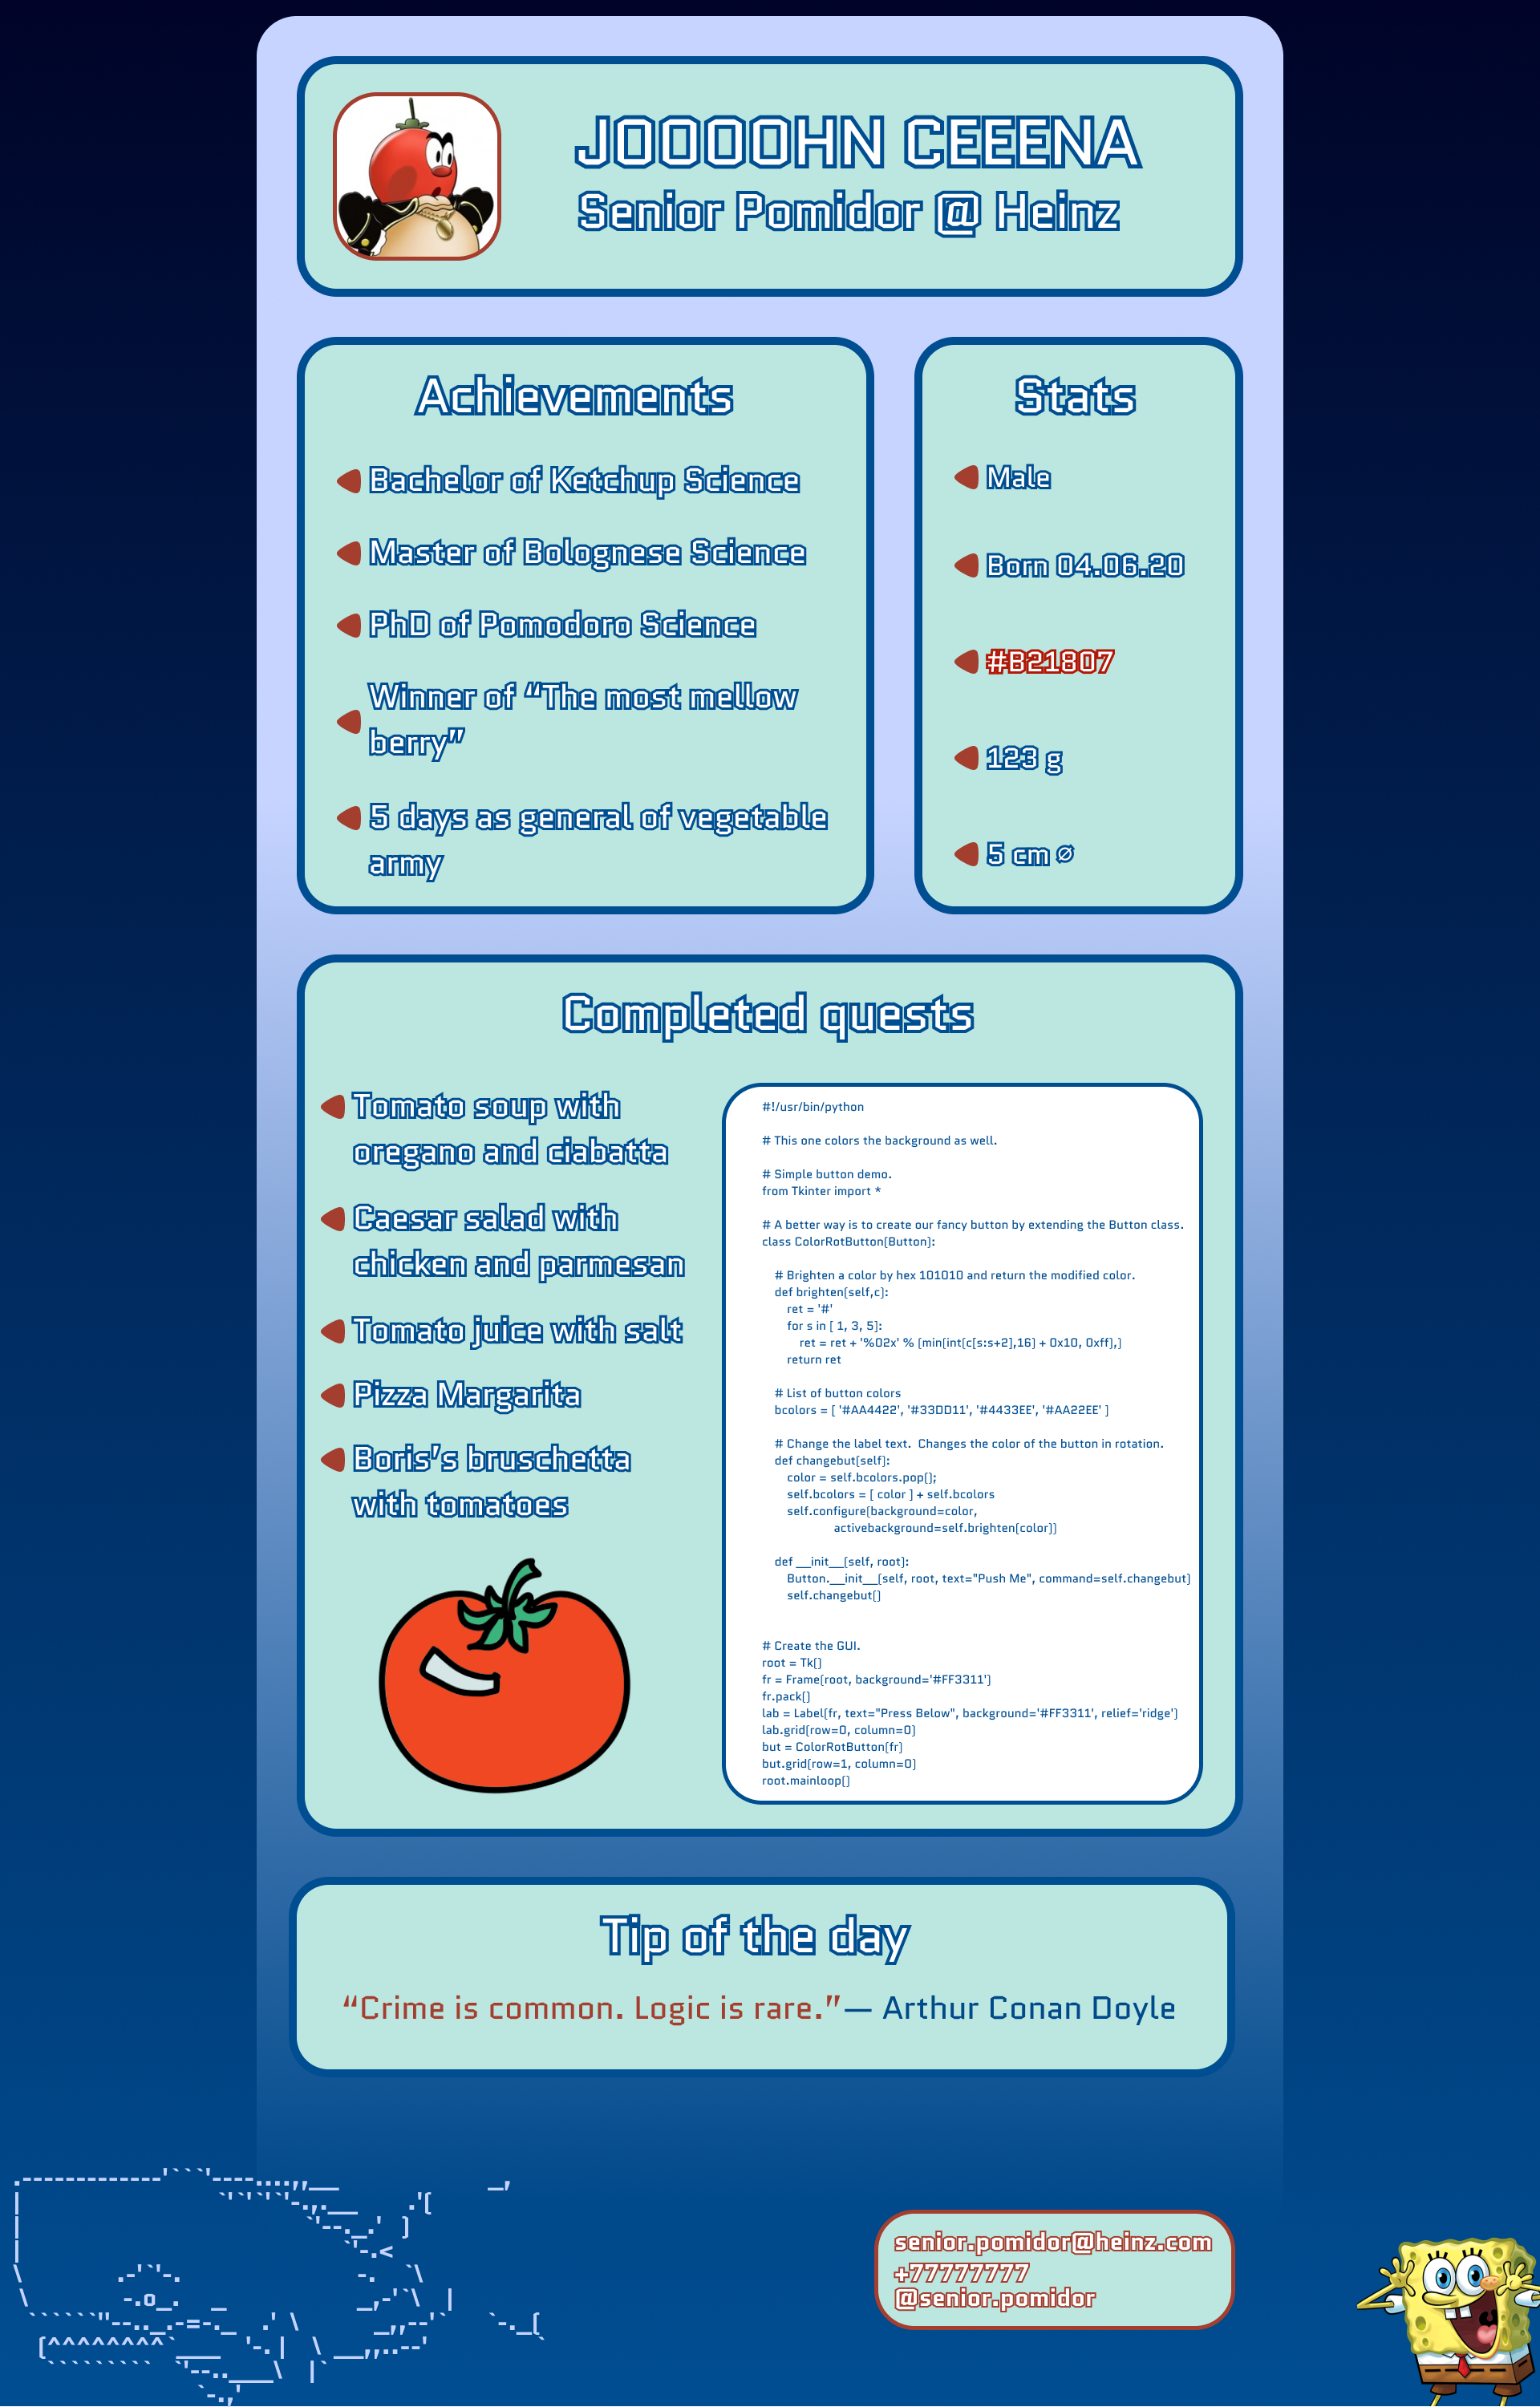 JOOOOHN CEEENA
Senior Pomidor @ Heinz
Achievements
Bachelor of Ketchup Science
Master of Bolognese Science
PhD of Pomodoro Science
Winner of “The most mellow
berry”
5 days as general of vegetable
army
Stats
Male
Born 04.06.20
#B21807
123 g
5 cm ⌀
Completed quests
Tomato soup with
oregano and ciabatta
Caesar salad with
chicken and parmesan
Tomato juice with salt
Pizza Margarita
Boris’s bruschetta
with tomatoes
#!/usr/bin/python
# This one colors the background as well.
# Simple button demo.
from Tkinter import *
# A better way is to create our fancy button by extending the Button class.
class ColorRotButton(Button):
    # Brighten a color by hex 101010 and return the modified color.
    def brighten(self,c):
        ret = '#'
        for s in [ 1, 3, 5]:
            ret = ret + '%02x' % (min(int(c[s:s+2],16) + 0x10, 0xff),)
        return ret
    # List of button colors
    bcolors = [ '#AA4422', '#33DD11', '#4433EE', '#AA22EE' ]
    # Change the label text.  Changes the color of the button in rotation.
    def changebut(self):
        color = self.bcolors.pop();
        self.bcolors = [ color ] + self.bcolors
        self.configure(background=color,
                       activebackground=self.brighten(color))
    def __init__(self, root):
        Button.__init__(self, root, text="Push Me", command=self.changebut)
        self.changebut()
# Create the GUI.
root = Tk()
fr = Frame(root, background='#FF3311')
fr.pack()
lab = Label(fr, text="Press Below", background='#FF3311', relief='ridge')
lab.grid(row=0, column=0)
but = ColorRotButton(fr)
but.grid(row=1, column=0)
root.mainloop()
Tip of the day
“Crime is common. Logic is rare.”— Arthur Conan Doyle
senior.pomidor@heinz.com
+77777777
@senior.pomidor